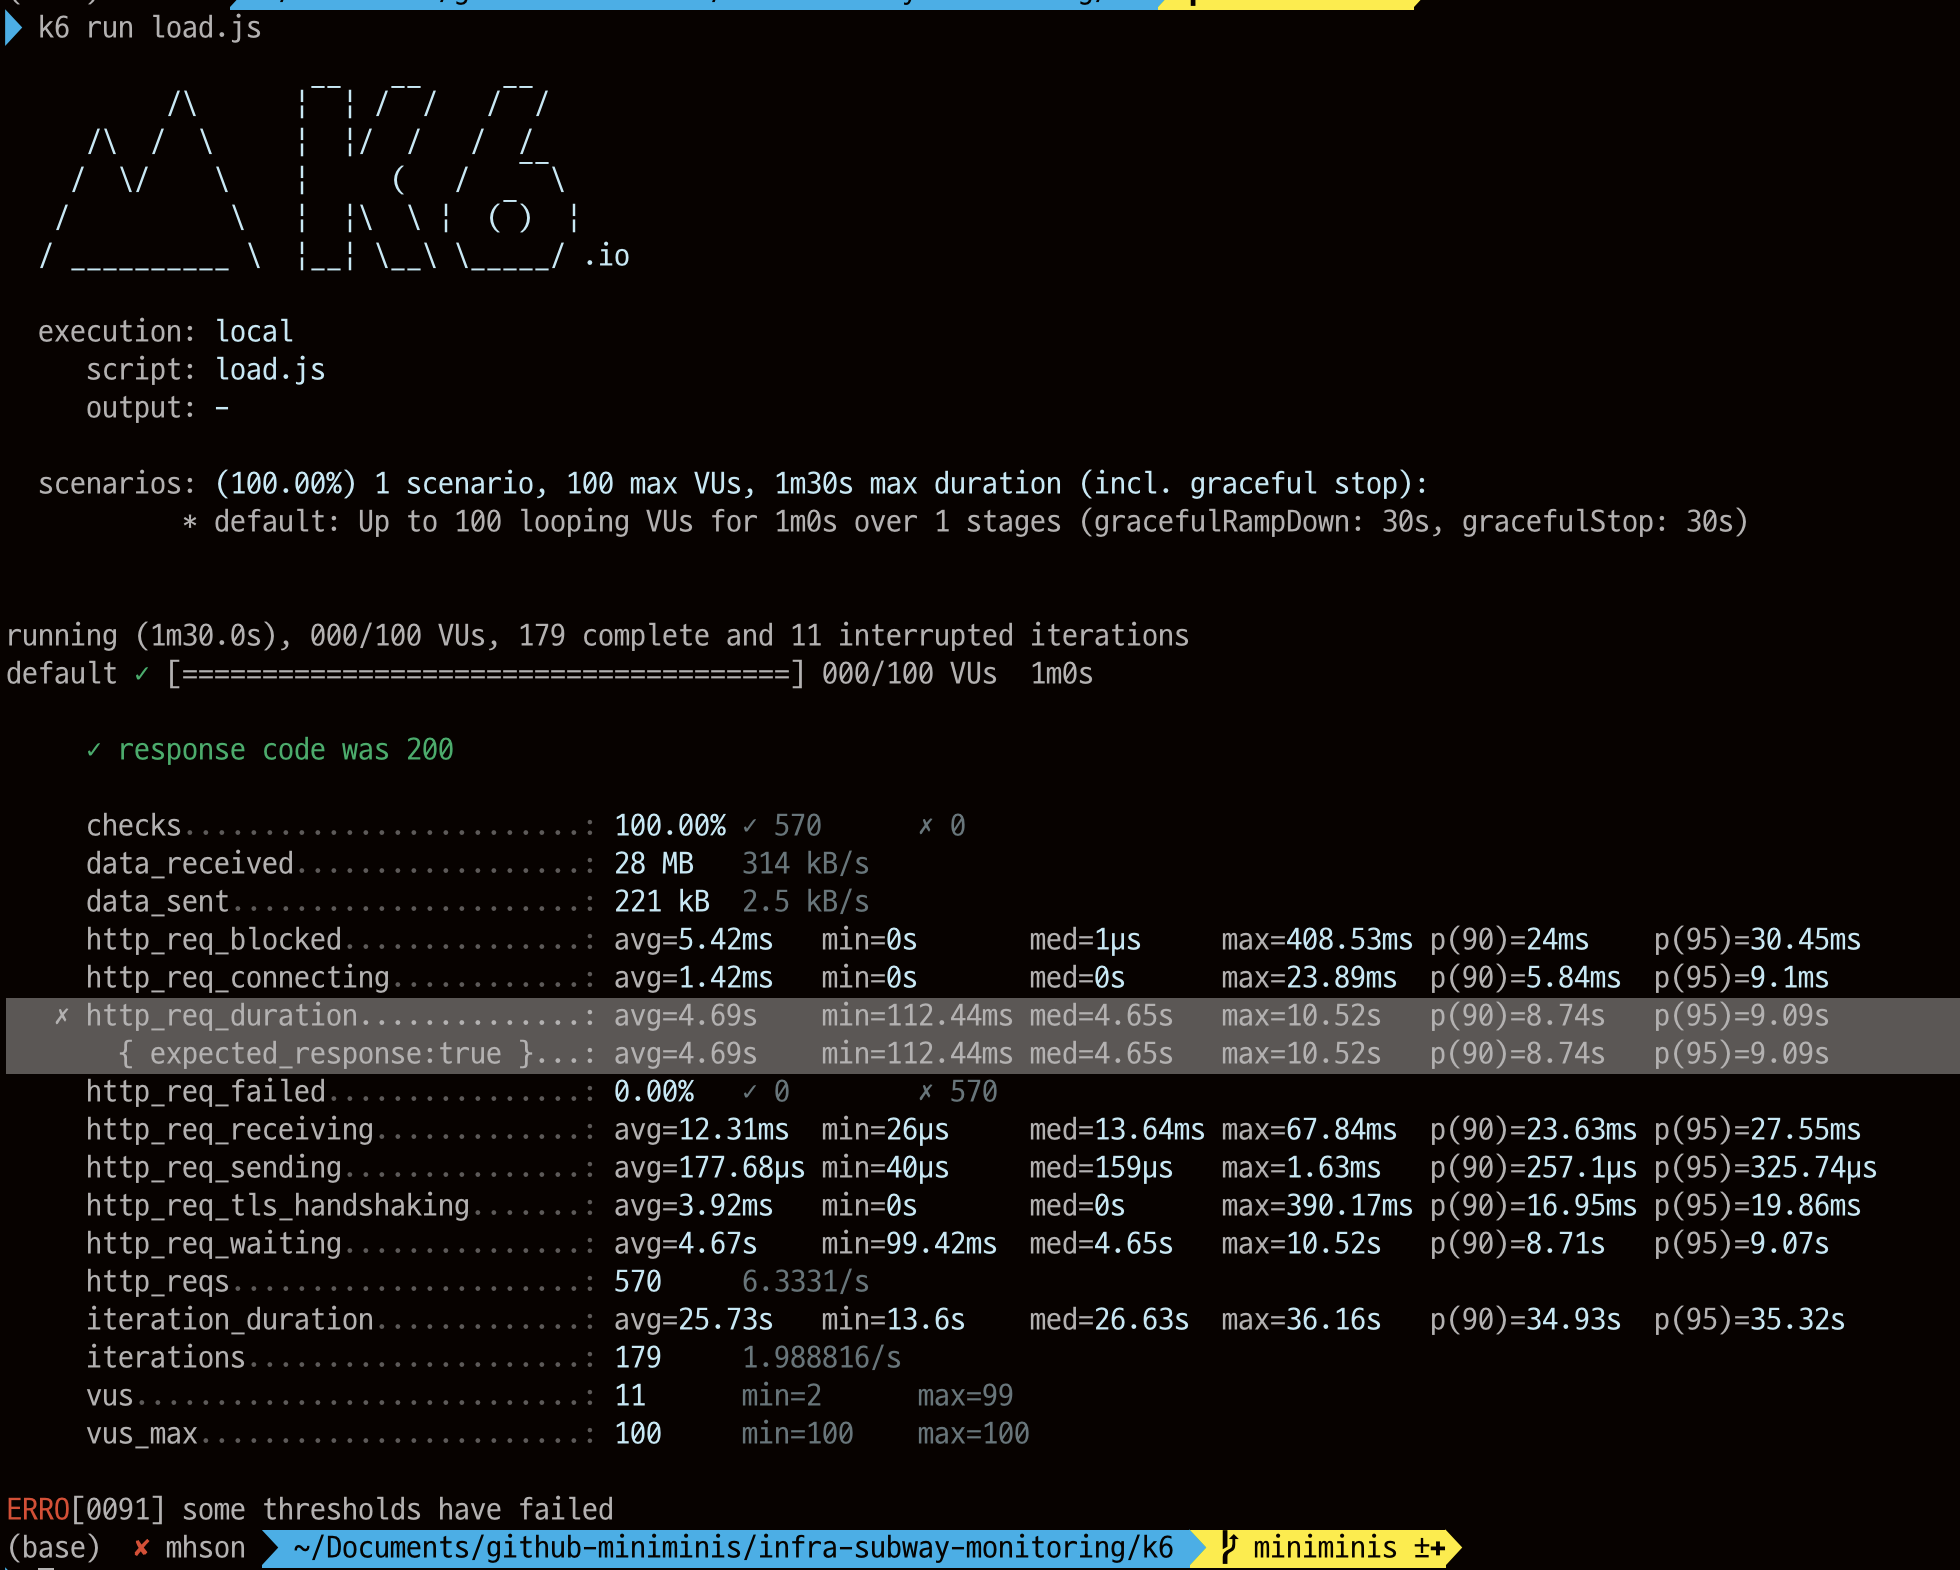 k6 run load.js
.io
execution: local
script: load.js
output: -
scenarios: (100.00%) 1 scenario, 100 max VUs, 1m30s max duration (incl. graceful stop):
* default: Up to 100 looping VUs for 1m0s over 1 stages (gracefulRampDown: 30s, gracefulStop: 30s)
running (1m30.0s), 000/100 VUs, 179 complete and 11 interrupted iterations
default ✓ [======================================] 000/100 VUs  1m0s
✓ response code was 200
checks.........................: 100.00% ✓ 570      ✗ 0
data_received..................: 28 MB   314 kB/s
data_sent......................: 221 kB  2.5 kB/s
http_req_blocked...............: avg=5.42ms   min=0s       med=1µs     max=408.53ms p(90)=24ms    p(95)=30.45ms
http_req_connecting............: avg=1.42ms   min=0s       med=0s      max=23.89ms  p(90)=5.84ms  p(95)=9.1ms
✗ http_req_duration..............: avg=4.69s    min=112.44ms med=4.65s   max=10.52s   p(90)=8.74s   p(95)=9.09s
{ expected_response:true }...: avg=4.69s    min=112.44ms med=4.65s   max=10.52s   p(90)=8.74s   p(95)=9.09s
http_req_failed................: 0.00%   ✓ 0        ✗ 570
http_req_receiving.............: avg=12.31ms  min=26µs     med=13.64ms max=67.84ms  p(90)=23.63ms p(95)=27.55ms
http_req_sending...............: avg=177.68µs min=40µs     med=159µs   max=1.63ms   p(90)=257.1µs p(95)=325.74µs
http_req_tls_handshaking.......: avg=3.92ms   min=0s       med=0s      max=390.17ms p(90)=16.95ms p(95)=19.86ms
http_req_waiting...............: avg=4.67s    min=99.42ms  med=4.65s   max=10.52s   p(90)=8.71s   p(95)=9.07s
http_reqs......................: 570     6.3331/s
iteration_duration.............: avg=25.73s   min=13.6s    med=26.63s  max=36.16s   p(90)=34.93s  p(95)=35.32s
iterations.....................: 179     1.988816/s
vus............................: 11      min=2      max=99
vus_max........................: 100     min=100    max=100
ERRO[0091] some thresholds have failed
(base) ✘ mhson ~/Documents/github-miniminis/infra-subway-monitoring/k6 miniminis ±✚